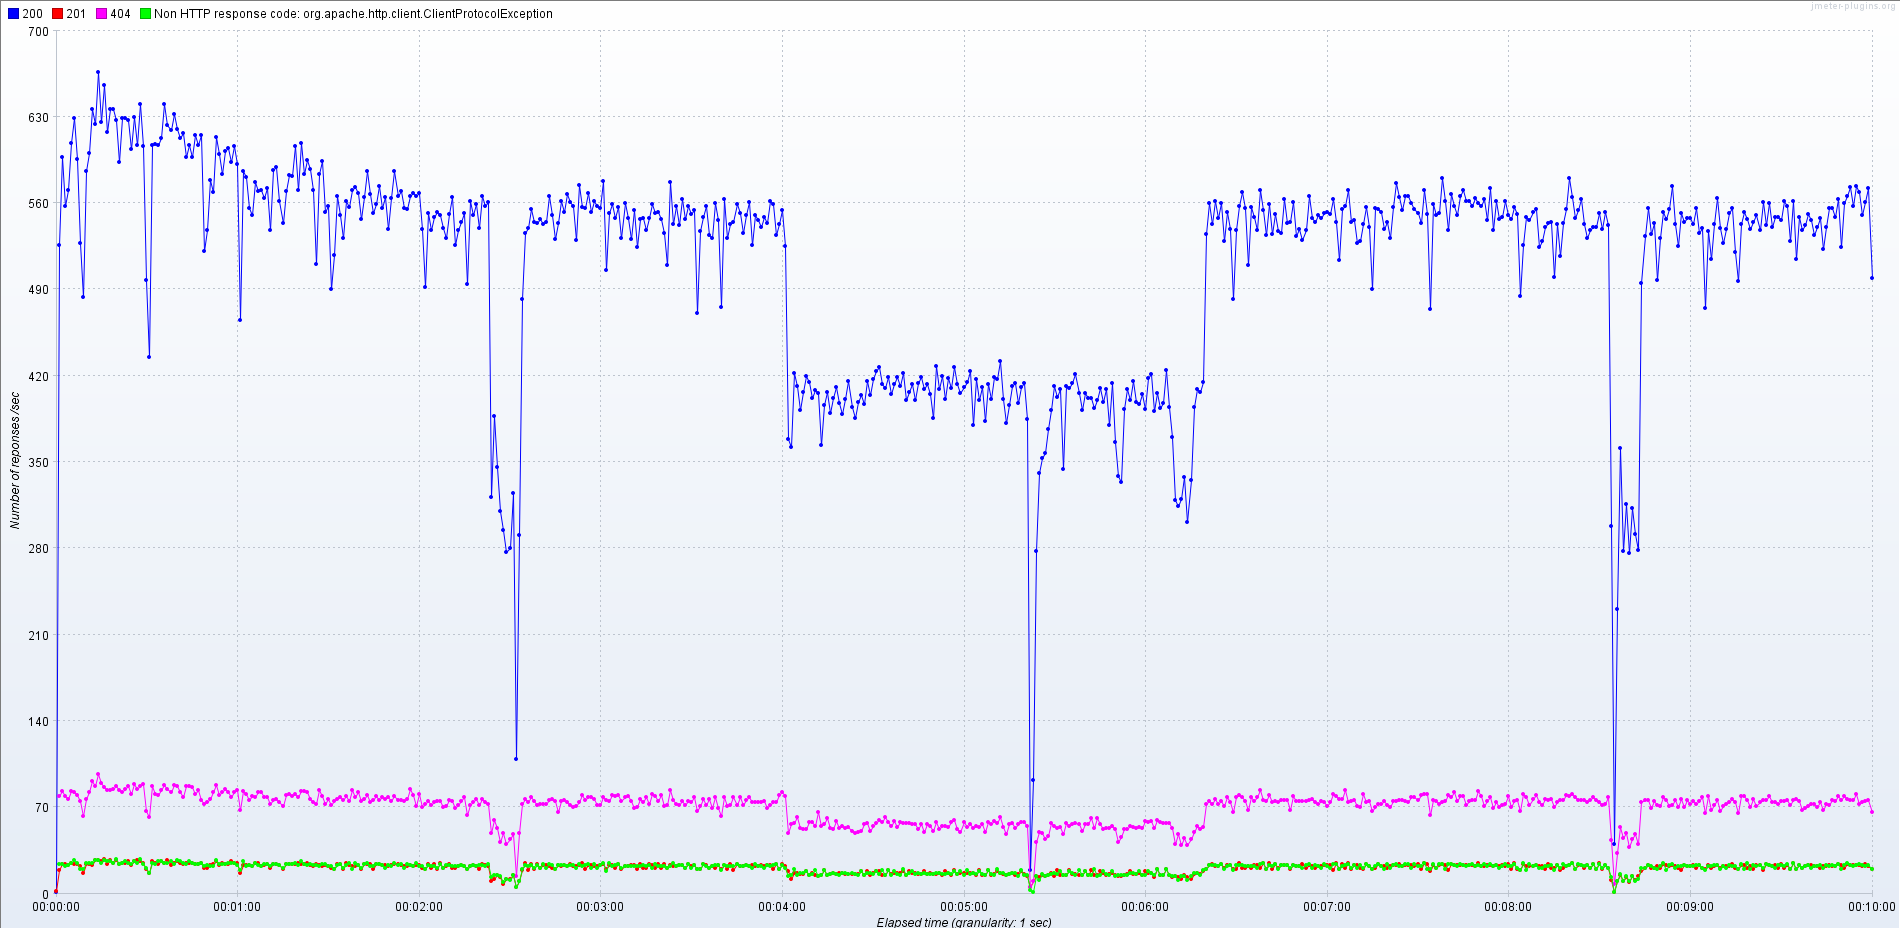 200 201 404 Non HTTP response code: org.apache.http.client.ClientProtocolException
jmeter-plugins.org
700
630
560
490
420
350
280
210
140
70
0
Number of reponses /sec
00:00:00 00:01:00 00:02:00 00:03:00 00:04:00 00:05:00 00:06:00 00:07:00 00:08:00 00:09:00 00:10:00
Elapsed time (granularity: 1 sec)